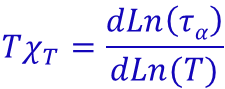 Tχ_T = dLn(τ_α) / dLn(T)